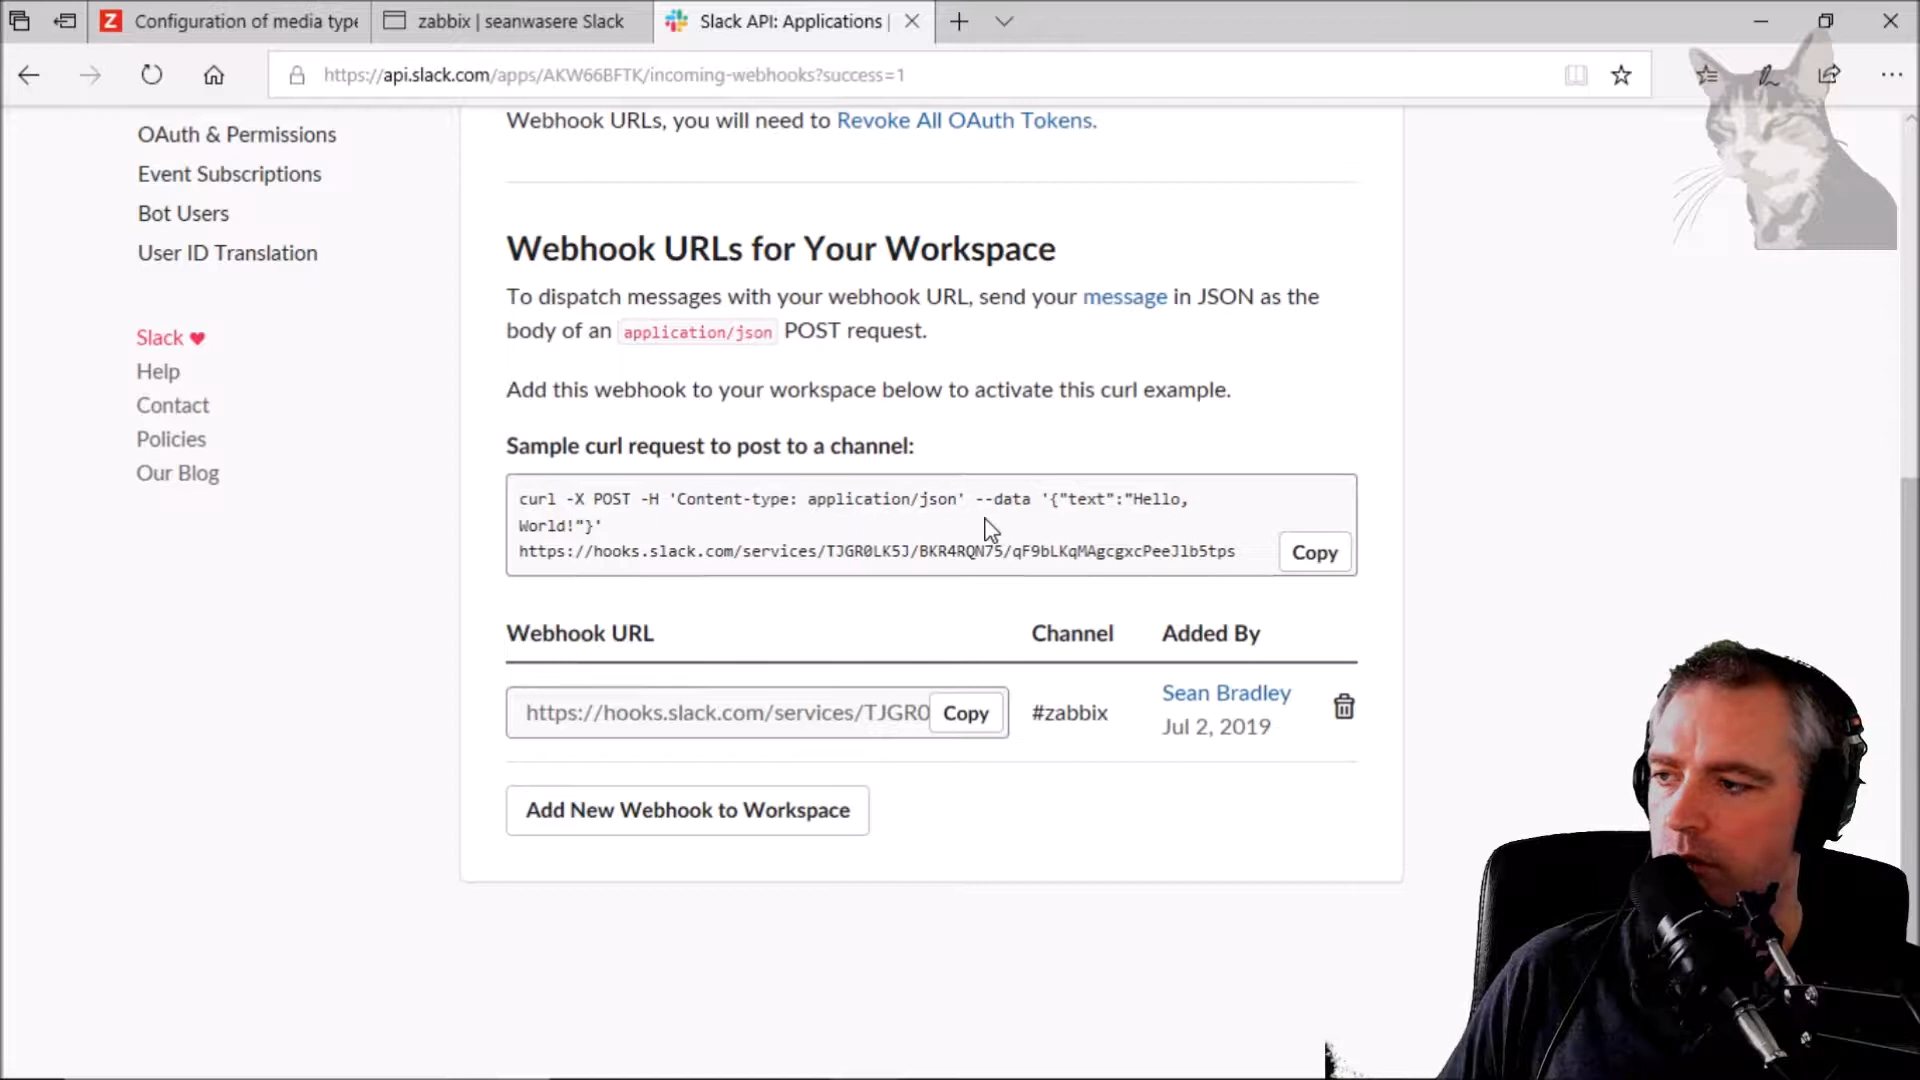 Configuration of media type
zabbix | seanwasere Slack
Slack API: Applications |
https://api.slack.com/apps/AKW66BFTK/incoming-webhooks?success=1
OAuth & Permissions
Event Subscriptions
Bot Users
User ID Translation
Slack
Help
Contact
Policies
Our Blog
Webhook URLs, you will need to Revoke All OAuth Tokens.
Webhook URLs for Your Workspace
To dispatch messages with your webhook URL, send your message in JSON as the
body of an application/json POST request.
Add this webhook to your workspace below to activate this curl example.
Sample curl request to post to a channel:
curl -X POST -H 'Content-type: application/json' --data '{"text":"Hello,
World!"}'
https://hooks.slack.com/services/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
Copy
Webhook URL Channel Added By
https://hooks.slack.com/services/TJGR0 Copy #zabbix Sean Bradley
Jul 2, 2019
Add New Webhook to Workspace